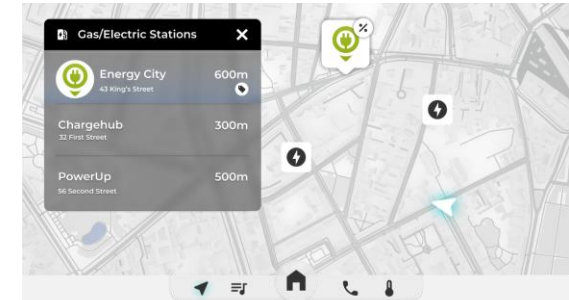 Gas/Electric Stations
Energy City 600m
43 King's Street
Chargehub 300m
32 First Street
PowerUp 500m
56 Second Street
%